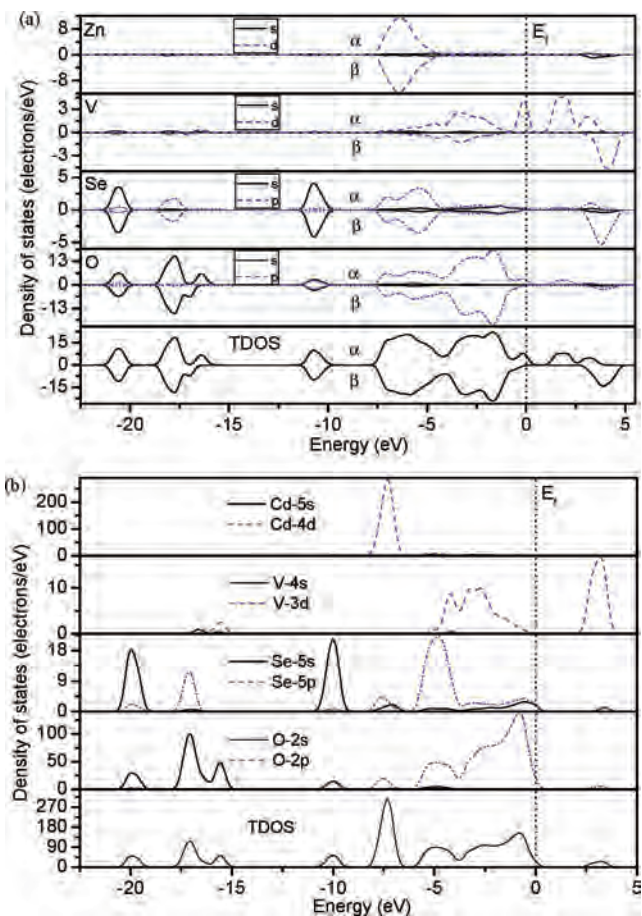 (a)
Density of states (electrons/eV)
8
0
-8
Zn
s
d
α
β
E_f
3
0
-3
V
s
d
α
β
5
0
-5
Se
s
p
α
β
13
0
-13
O
s
p
α
β
15
0
-15
TDOS
α
β
-20 -15 -10 -5 0 5
Energy (eV)
(b)
Density of states (electrons/eV)
200
100
0
Cd-5s
Cd-4d
E_f
10
0
V-4s
V-3d
18
9
0
Se-5s
Se-5p
100
50
0
O-2s
O-2p
270
180
90
0
TDOS
-20 -15 -10 -5 0 5
Energy (eV)